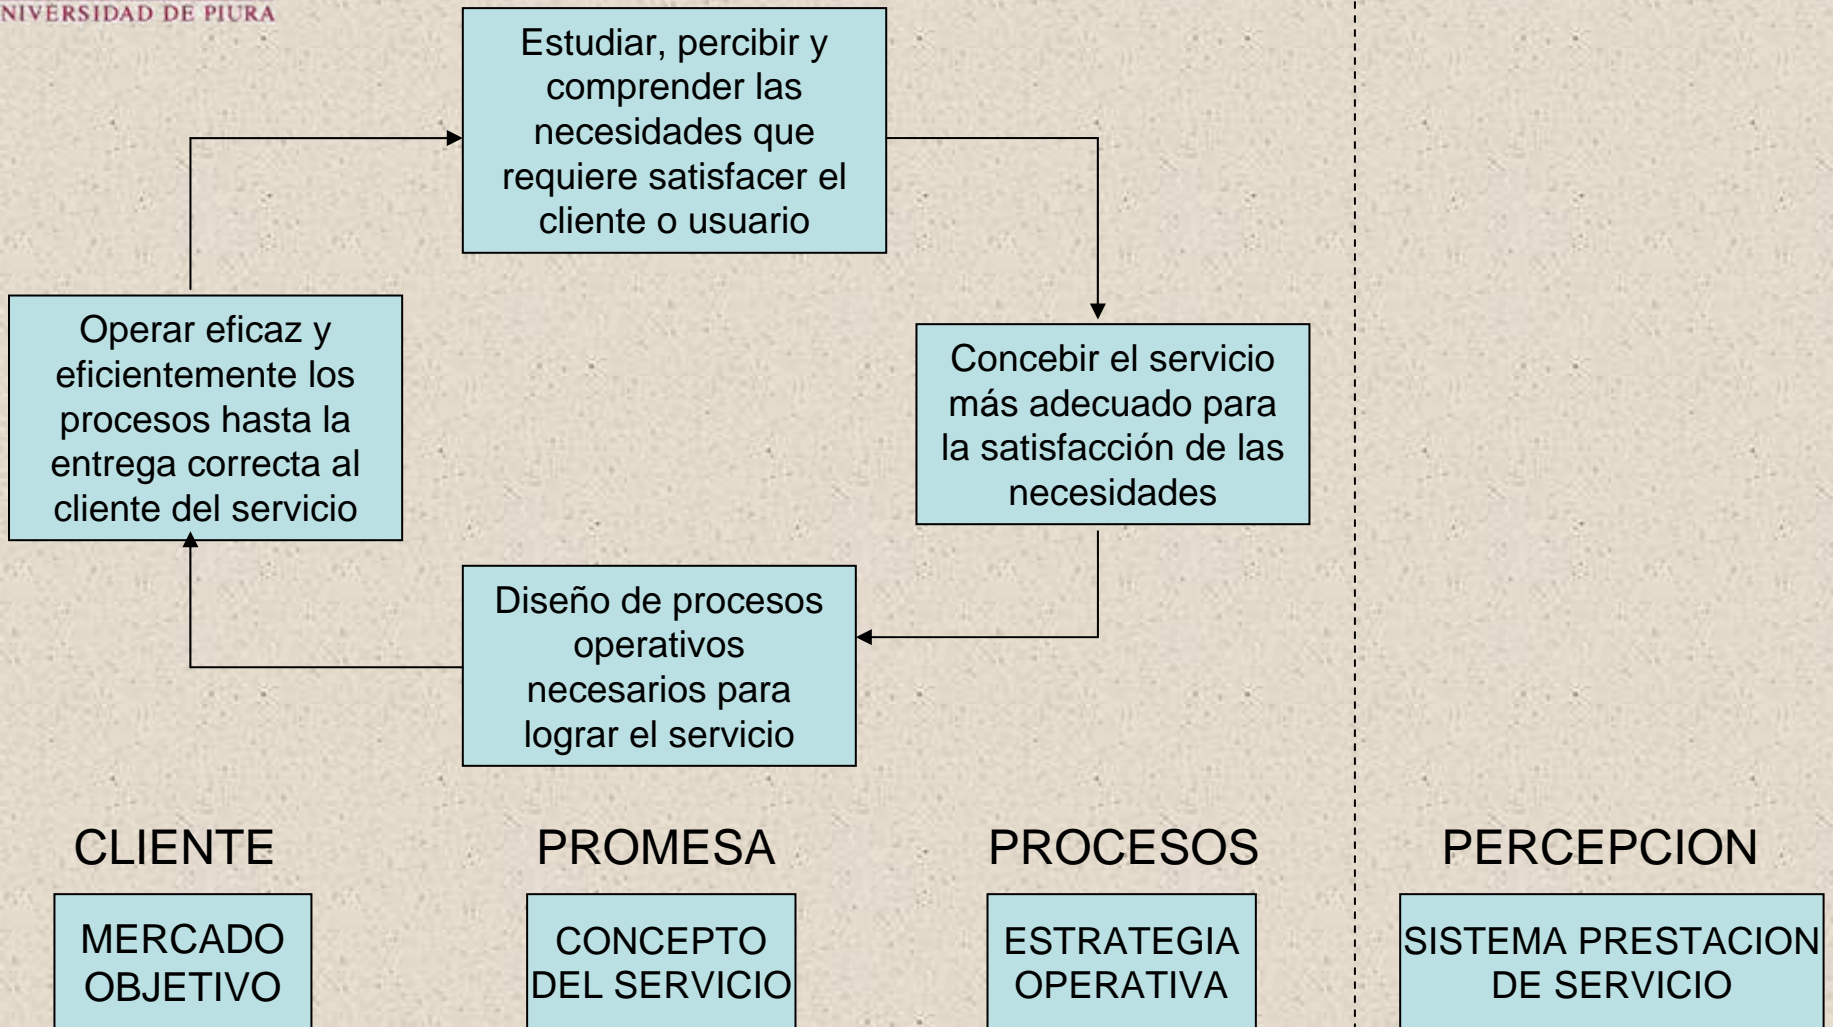 NIVERSIDAD DE PIURA
Estudiar, percibir y
comprender las
necesidades que
requiere satisfacer el
cliente o usuario
Operar eficaz y
eficientemente los
procesos hasta la
entrega correcta al
cliente del servicio
Concebir el servicio
más adecuado para
la satisfacción de las
necesidades
Diseño de procesos
operativos
necesarios para
lograr el servicio
CLIENTE
PROMESA
PROCESOS
PERCEPCION
MERCADO
OBJETIVO
CONCEPTO
DEL SERVICIO
ESTRATEGIA
OPERATIVA
SISTEMA PRESTACION
DE SERVICIO